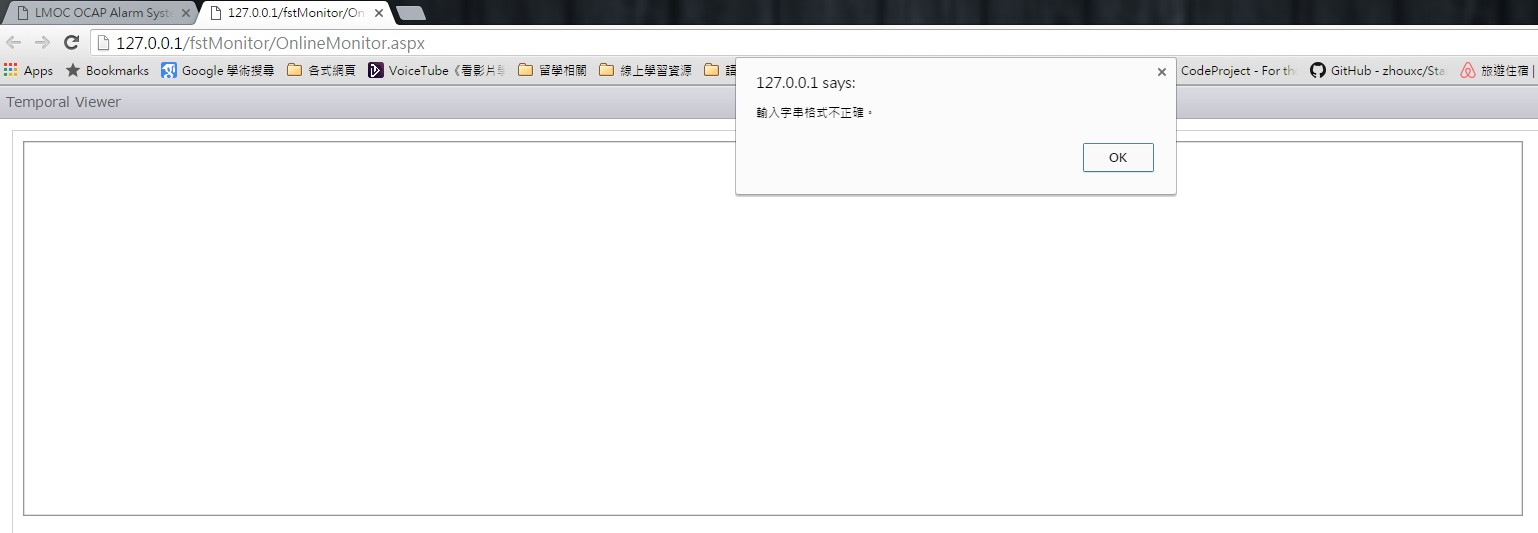 LMOC OCAP Alarm Syst
127.0.0.1/fstMonitor/On
127.0.0.1/fstMonitor/OnlineMonitor.aspx
Apps
Bookmarks
Google 學術搜尋
各式網頁
VoiceTube《看影片學
留學相關
線上學習資源
CodeProject - For th
GitHub - zhouxc/Sta
旅遊住宿 |
Temporal Viewer
127.0.0.1 says:
輸入字串格式不正確。
OK